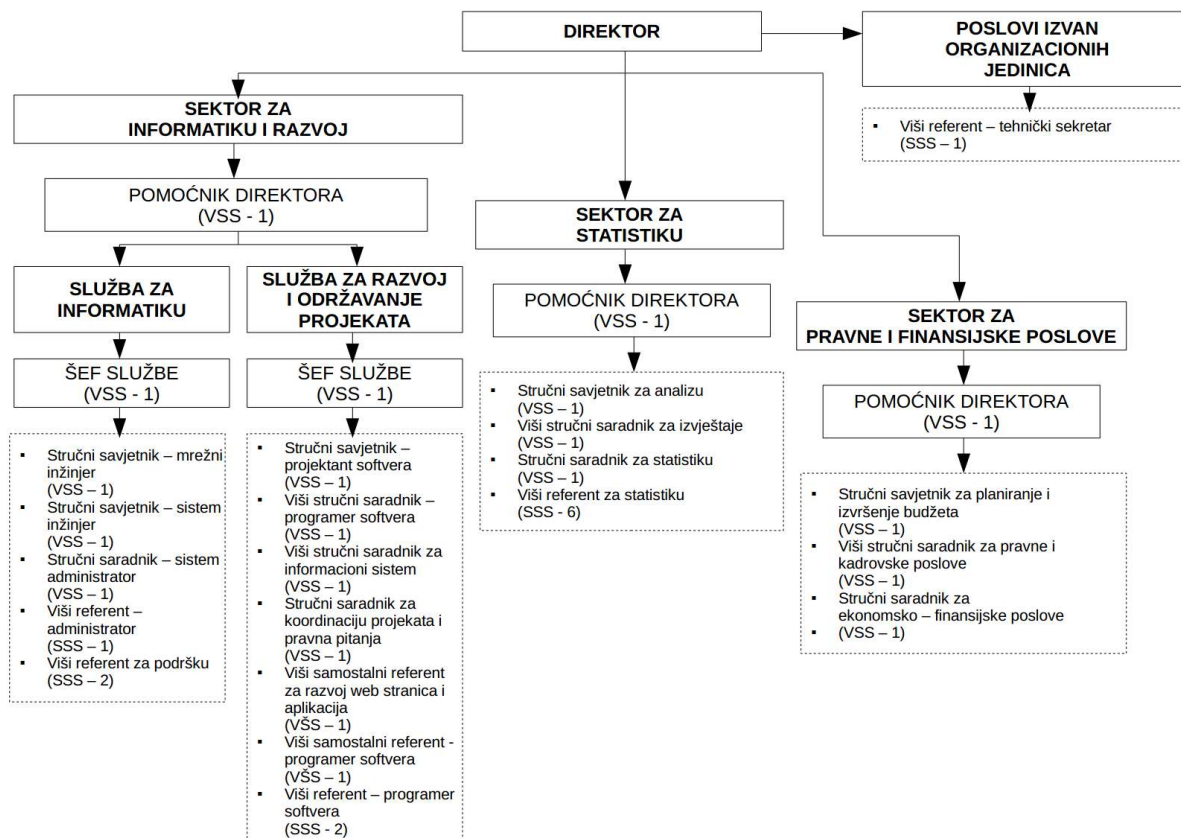 DIREKTOR
POSLOVI IZVAN
ORGANIZACIONIH
JEDINICA
▪ Viši referent – tehnički sekretar
(SSS – 1)
SEKTOR ZA
INFORMATIKU I RAZVOJ
POMOĆNIK DIREKTORA
(VSS - 1)
SLUŽBA ZA
INFORMATIKU
ŠEF SLUŽBE
(VSS - 1)
▪ Stručni savjetnik – mrežni
inžinjer
(VSS – 1)
▪ Stručni savjetnik – sistem
inžinjer
(VSS – 1)
▪ Stručni saradnik – sistem
administrator
(VSS – 1)
▪ Viši referent –
administrator
(SSS – 1)
▪ Viši referent za podršku
(SSS – 2)
SLUŽBA ZA RAZVOJ
I ODRŽAVANJE
PROJEKATA
ŠEF SLUŽBE
(VSS - 1)
▪ Stručni savjetnik –
projektant softvera
(VSS – 1)
▪ Viši stručni saradnik –
programer softvera
(VSS – 1)
▪ Viši stručni saradnik za
informacioni sistem
(VSS – 1)
▪ Stručni saradnik za
koordinaciju projekata i
pravna pitanja
(VSS – 1)
▪ Viši samostalni referent
za razvoj web stranica i
aplikacija
(VŠS – 1)
▪ Viši samostalni referent -
programer softvera
(VŠS – 1)
▪ Viši referent – programer
softvera
(SSS - 2)
SEKTOR ZA
STATISTIKU
POMOĆNIK DIREKTORA
(VSS - 1)
▪ Stručni savjetnik za analizu
(VSS – 1)
▪ Viši stručni saradnik za izvještaje
(VSS – 1)
▪ Stručni saradnik za statistiku
(VSS – 1)
▪ Viši referent za statistiku
(SSS - 6)
SEKTOR ZA
PRAVNE I FINANSIJSKE POSLOVE
POMOĆNIK DIREKTORA
(VSS - 1)
▪ Stručni savjetnik za planiranje i
izvršenje budžeta
(VSS – 1)
▪ Viši stručni saradnik za pravne i
kadrovske poslove
(VSS – 1)
▪ Stručni saradnik za
ekonomsko – finansijske poslove
▪ (VSS – 1)